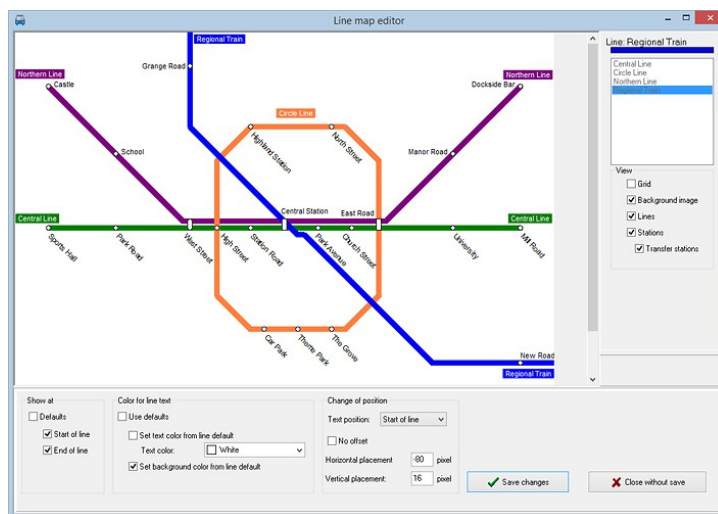 Line map editor
Regional Train
Grange Road
Northern Line
Castle
Northern Line
Dockside Bar
Circle Line
Highland Station
North Street
School
Manor Road
Central Station
East Road
Central Line
Central Line
Sports Hall
Park Road
West Street
High Street
Station Road
Park Avenue
Church Street
University
Mill Road
Car Park
Thorne Park
The Grove
New Road
Regional Train
Line: Regional Train
Central Line
Circle Line
Northern Line
Regional Train
View
Grid
Background image
Lines
Stations
Transfer stations
Show at
Defaults
Start of line
End of line
Color for line text
Use defaults
Set text color from line default
Text color:
White
Set background color from line default
Change of position
Text position:
Start of line
No offset
Horizontal placement
-80
pixel
Vertical placement:
16
pixel
Save changes
Close without save